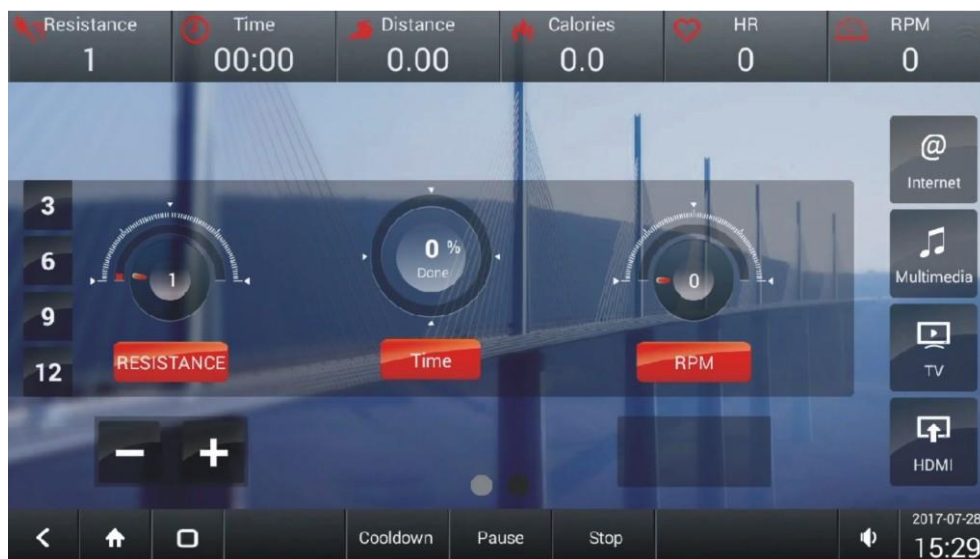 Resistance
1
Time
00:00
Distance
0.00
Calories
0.0
HR
0
RPM
0
@
Internet
Multimedia
TV
HDMI
3
6
9
12
1
RESISTANCE
0 %
Done
Time
0
RPM
Cooldown
Pause
Stop
2017-07-28
15:29